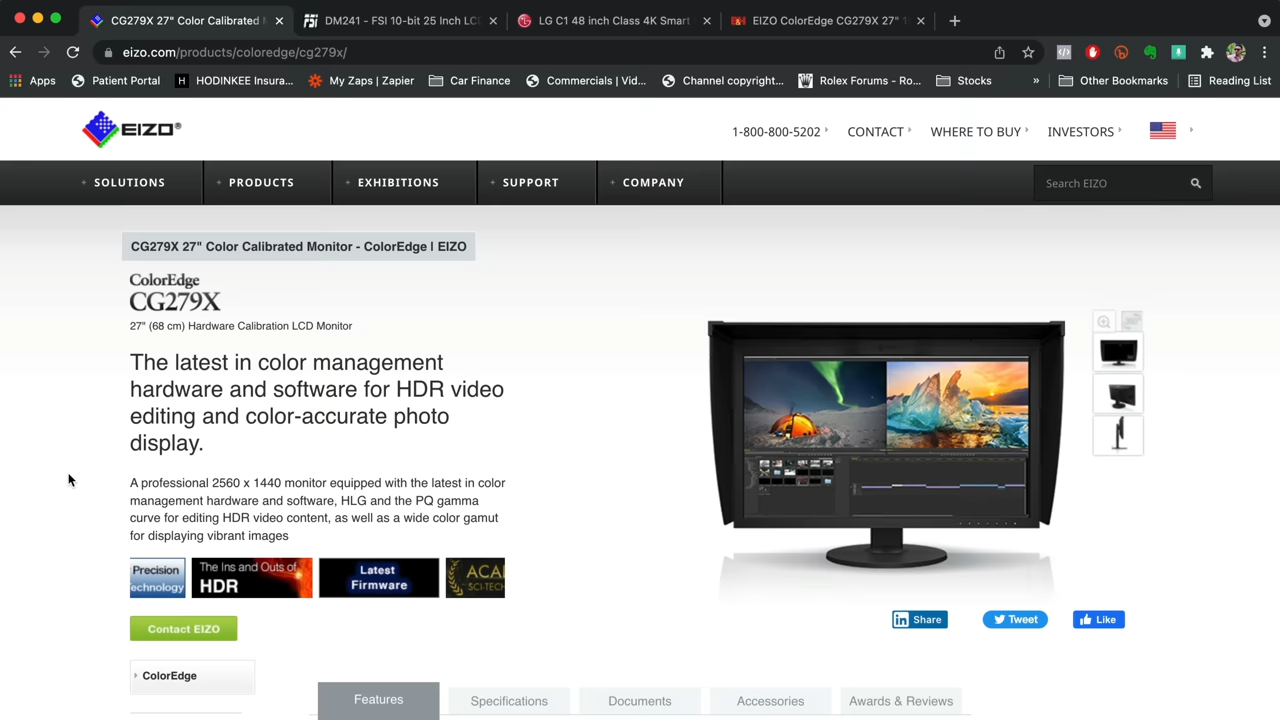 CG279X 27" Color Calibrated M
DM241 - FSI 10-bit 25 Inch LC
LG C1 48 inch Class 4K Smart
EIZO ColorEdge CG279X 27"
eizo.com/products/coloredge/cg279x/
Apps
Patient Portal
H HODINKEE Insura...
My Zaps | Zapier
Car Finance
Commercials | Vid...
Channel copyright...
Rolex Forums - Ro...
Stocks
»
Other Bookmarks
Reading List
EIZO®
1-800-800-5202
CONTACT
WHERE TO BUY
INVESTORS
+ SOLUTIONS
+ PRODUCTS
+ EXHIBITIONS
+ SUPPORT
+ COMPANY
Search EIZO
CG279X 27" Color Calibrated Monitor - ColorEdge | EIZO
ColorEdge
CG279X
27" (68 cm) Hardware Calibration LCD Monitor
The latest in color management
hardware and software for HDR video
editing and color-accurate photo
display.
A professional 2560 x 1440 monitor equipped with the latest in color
management hardware and software, HLG and the PQ gamma
curve for editing HDR video content, as well as a wide color gamut
for displaying vibrant images
Precision
Technology
The Ins and Outs of
HDR
Latest
Firmware
ACA
SCI-TECH
Contact EIZO
Share
Tweet
Like
ColorEdge
Features
Specifications
Documents
Accessories
Awards & Reviews